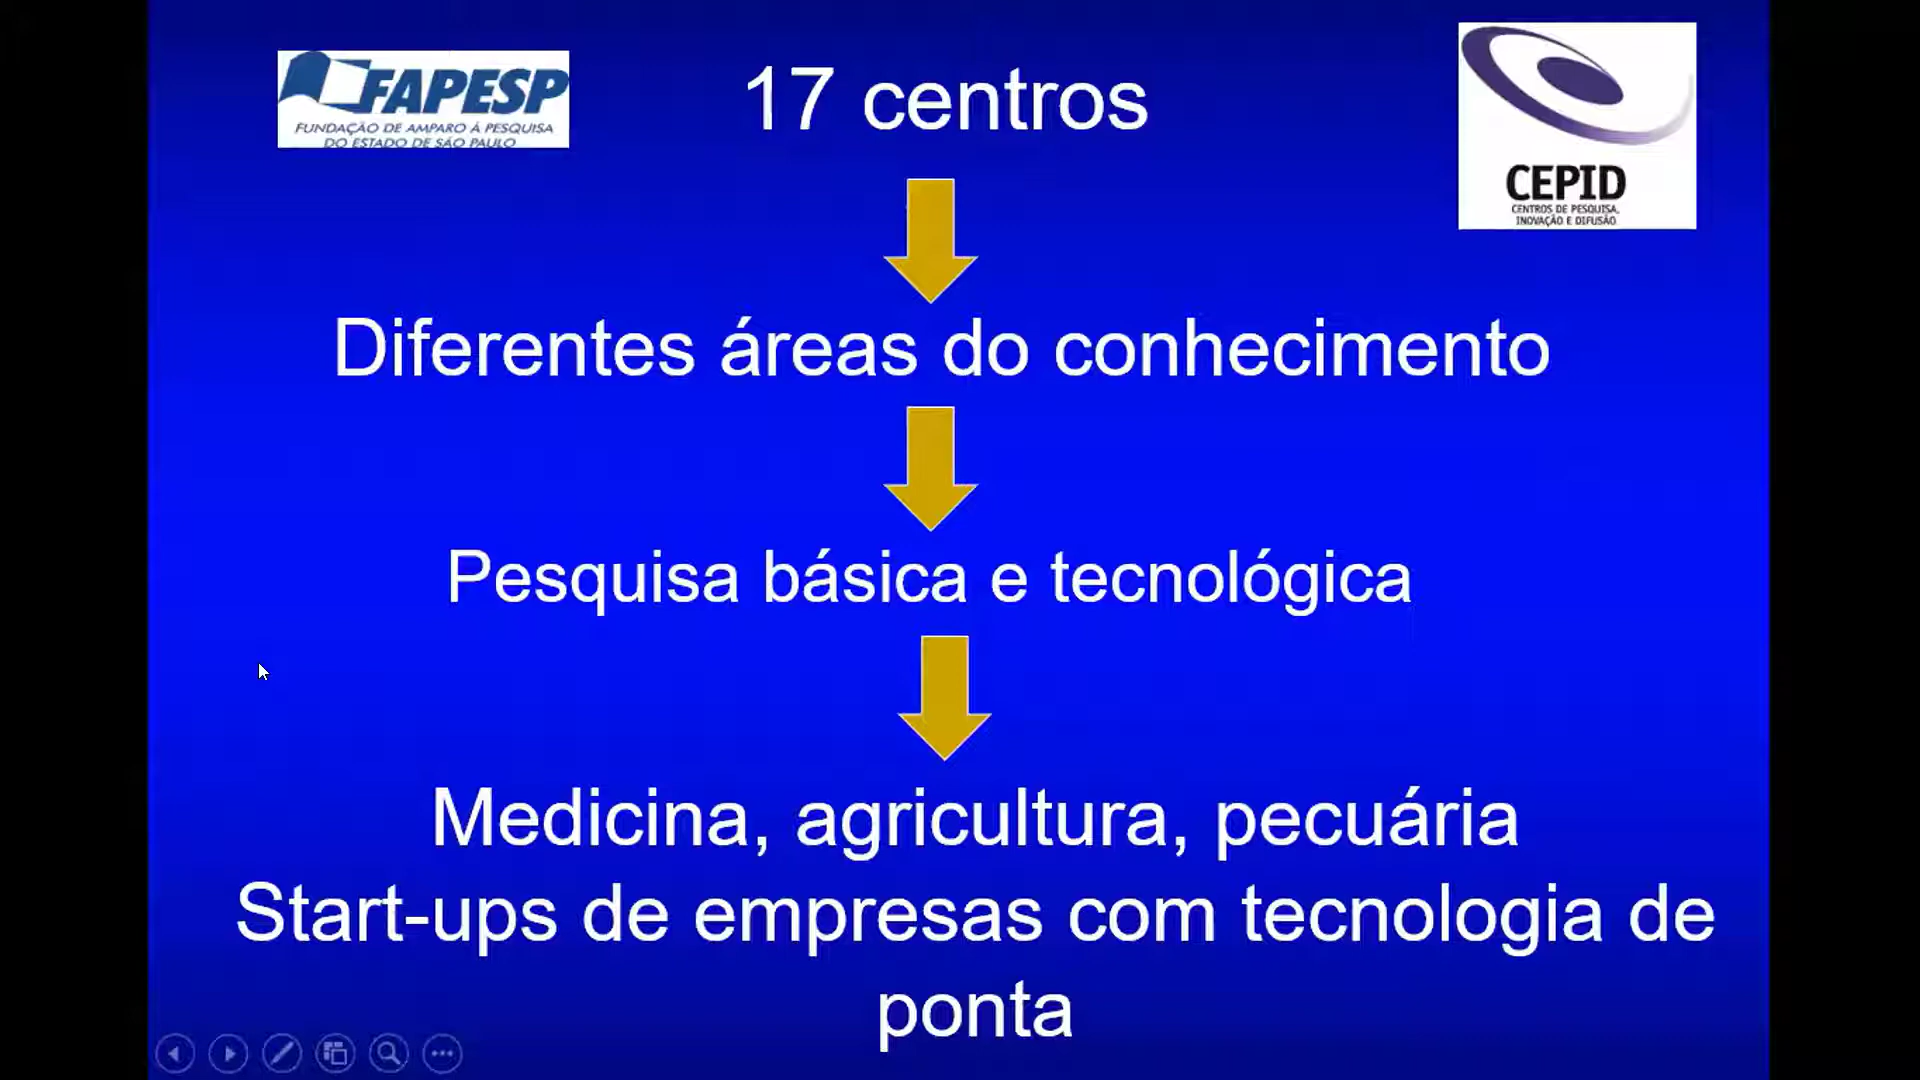 FAPESP
FUNDAÇÃO DE AMPARO À PESQUISA
DO ESTADO DE SÃO PAULO
17 centros
CEPID
CENTROS DE PESQUISA,
INOVAÇÃO E DIFUSÃO
Diferentes áreas do conhecimento
Pesquisa básica e tecnológica
Medicina, agricultura, pecuária
Start-ups de empresas com tecnologia de
ponta